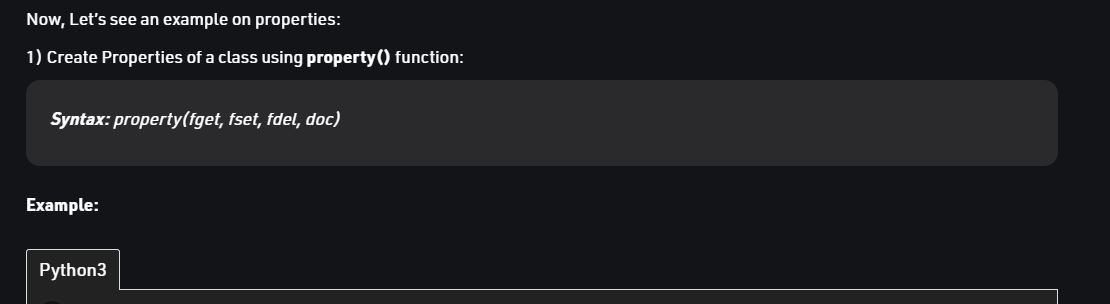 Now, Let's see an example on properties:
1) Create Properties of a class using property() function:
Syntax: property(fget, fset, fdel, doc)
Example:
Python3